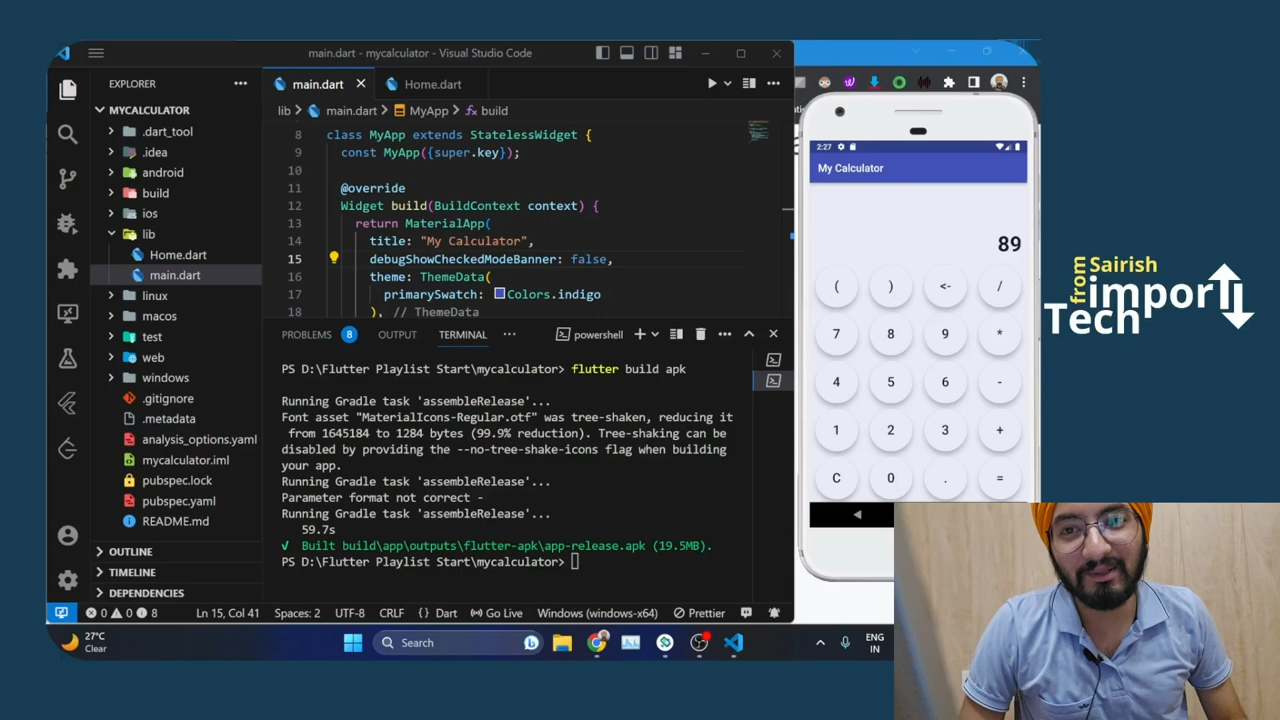 main.dart - mycalculator - Visual Studio Code
EXPLORER
MYCALCULATOR
.dart_tool
.idea
android
build
ios
lib
Home.dart
main.dart
linux
macos
test
web
windows
.gitignore
.metadata
analysis_options.yaml
mycalculator.iml
pubspec.lock
pubspec.yaml
README.md
OUTLINE
TIMELINE
DEPENDENCIES
main.dart
Home.dart
lib > main.dart > MyApp > build
8 class MyApp extends StatelessWidget {
9 const MyApp({super.key});
10
11 @override
12 Widget build(BuildContext context) {
13 return MaterialApp(
14 title: "My Calculator",
15 debugShowCheckedModeBanner: false,
16 theme: ThemeData(
17 primarySwatch: Colors.indigo
18 ), // ThemeData
PROBLEMS 8 OUTPUT TERMINAL powershell
PS D:\Flutter Playlist Start\mycalculator> flutter build apk
Running Gradle task 'assembleRelease'...
Font asset "MaterialIcons-Regular.otf" was tree-shaken, reducing it
from 1645184 to 1284 bytes (99.9% reduction). Tree-shaking can be
disabled by providing the --no-tree-shake-icons flag when building
your app.
Running Gradle task 'assembleRelease'...
Parameter format not correct -
Running Gradle task 'assembleRelease'...
59.7s
√ Built build\app\outputs\flutter-apk\app-release.apk (19.5MB).
PS D:\Flutter Playlist Start\mycalculator>
0 0 8 Ln 15, Col 41 Spaces: 2 UTF-8 CRLF {} Dart Go Live Windows (windows-x64) Prettier
27°C
Clear
Search
ENG
IN
2:27
My Calculator
89
( ) <- /
7 8 9 *
4 5 6 -
1 2 3 +
C 0 . =
from Sairish
import
Tech